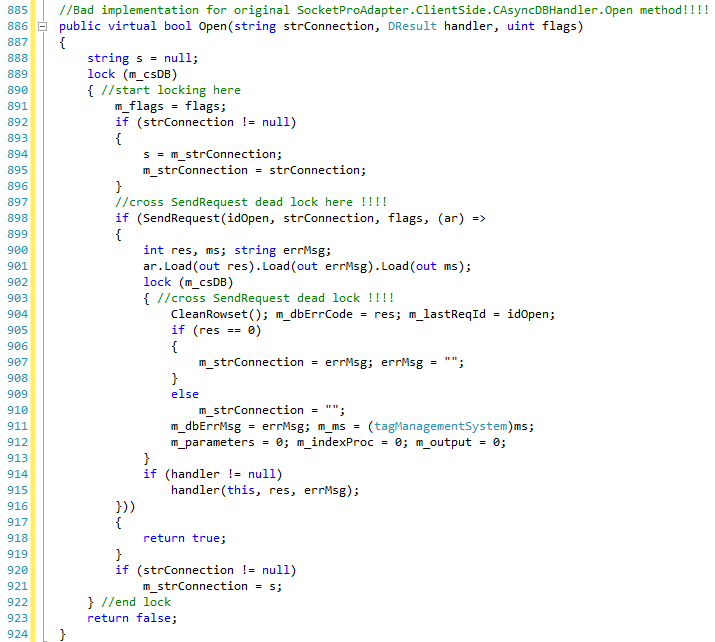 885 //Bad implementation for original SocketProAdapter.ClientSide.CAsyncDBHandler.Open method!!!!
886 public virtual bool Open(string strConnection, DResult handler, uint flags)
887 {
888     string s = null;
889     lock (m_csDB)
890     { //start locking here
891         m_flags = flags;
892         if (strConnection != null)
893         {
894             s = m_strConnection;
895             m_strConnection = strConnection;
896         }
897         //cross SendRequest dead lock here !!!!
898         if (SendRequest(idOpen, strConnection, flags, (ar) =>
899         {
900             int res, ms; string errMsg;
901             ar.Load(out res).Load(out errMsg).Load(out ms);
902             lock (m_csDB)
903             { //cross SendRequest dead lock !!!!
904                 CleanRowset(); m_dbErrCode = res; m_lastReqId = idOpen;
905                 if (res == 0)
906                 {
907                     m_strConnection = errMsg; errMsg = "";
908                 }
909                 else
910                     m_strConnection = "";
911                 m_dbErrMsg = errMsg; m_ms = (tagManagementSystem)ms;
912                 m_parameters = 0; m_indexProc = 0; m_output = 0;
913             }
914             if (handler != null)
915                 handler(this, res, errMsg);
916         }))
917         {
918             return true;
919         }
920         if (strConnection != null)
921             m_strConnection = s;
922     } //end lock
923     return false;
924 }